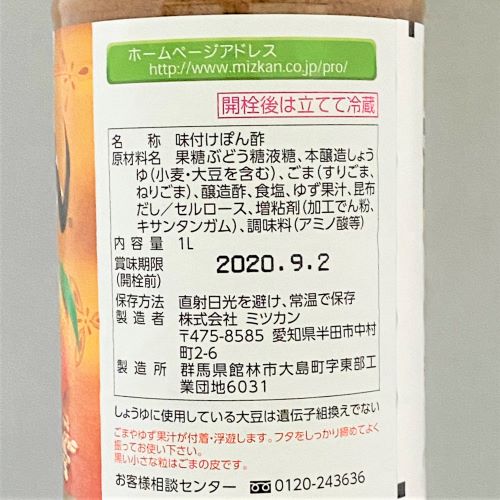 ホームページアドレス
http://www.mizkan.co.jp/pro/
開栓後は立てて冷蔵
名 称 味付けぽん酢
原材料名 果糖ぶどう糖液糖、本醸造しょう
ゆ(小麦・大豆を含む)、ごま(すりごま、
ねりごま)、醸造酢、食塩、ゆず果汁、昆布
だし／セルロース、増粘剤(加工でん粉、
キサンタンガム)、調味料(アミノ酸等)
内 容 量 1L
賞味期限
(開栓前) 2020.9.2
保存方法 直射日光を避け、常温で保存
製 造 者 株式会社 ミツカン
〒475-8585 愛知県半田市中村
町2-6
製 造 所 群馬県館林市大島町字東部工
業団地6031
しょうゆに使用している大豆は遺伝子組換えでない
ごまやゆず果汁が付着・浮遊します。フタをしっかり締めてよく
振ってお使い下さい。
黒い小さな粒はごまの皮です。
お客様相談センター 0120-243636